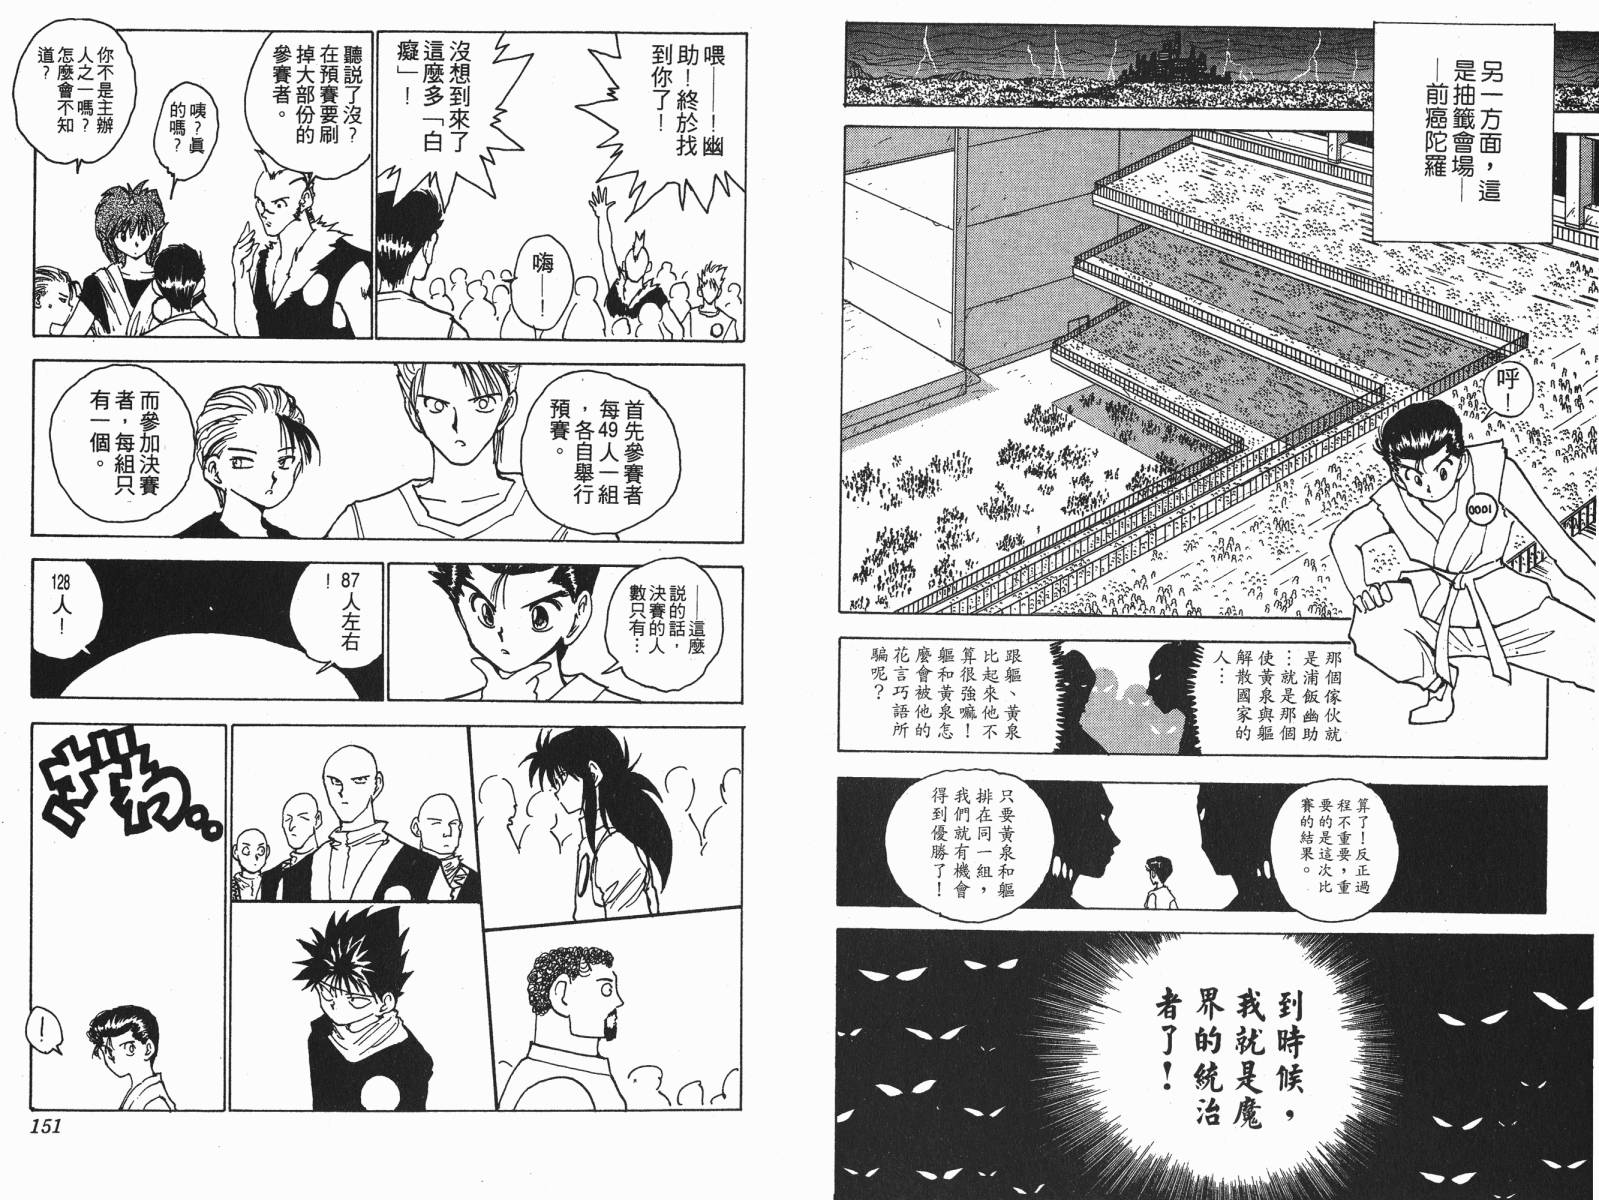 另一方面，這
是抽籤會場—
—前癌陀羅
呼！
0001
那個傢伙就
是浦飯幽助
…就是那個
使黃泉與軀
解散國家的
人…
跟軀、黃泉
比起來他不
算很強嘛！
軀和黃泉怎
麼會被他的
花言巧語所
騙呢？
算了！反正過
程不重要，重
要的是這次比
賽的結果。
只要黃泉和軀
排在同一組，
我們就有機會
得到優勝了！
到時候，
我就是魔
界的統治
者了！
喂——！幽
助！終於找
到你了！
嗨—！
沒想到來了
這麼多「白
癡」！
聽説了沒？
在預賽要刷
掉大部份的
參賽者。
咦？真
的嗎？
你不是主辦
人之一嗎？
怎麼會不知
道？
首先參賽者
每49人一組
，各自舉行
預賽。
而參加決賽
者，每組只
有一個。
——這麼
説的話，
決賽的人
數只有…
87人左右
！
128人！
ざわ..
！
151